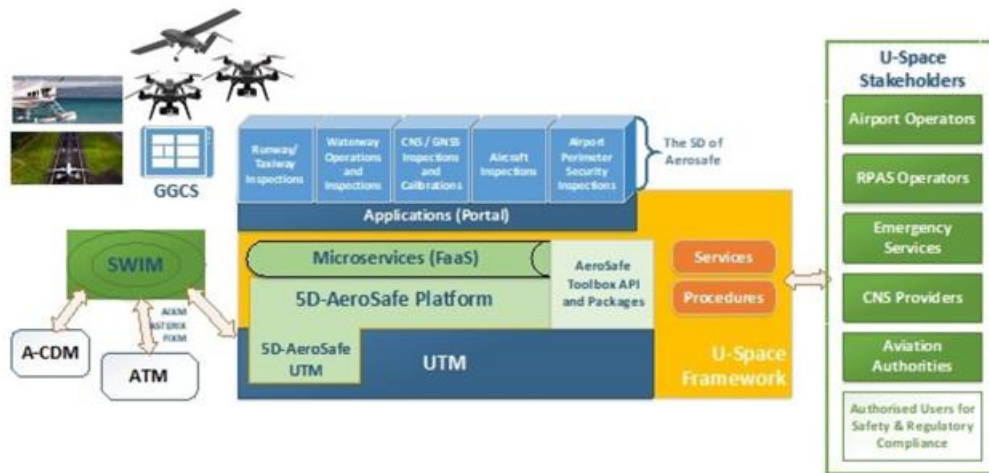 U-Space
Stakeholders
Airport Operators
RPAS Operators
Emergency
Services
CNS Providers
Aviation
Authorities
Authorised Users for
Safety & Regulatory
Compliance
GGCS
Runway/
Taxiway
Inspections
Waterway
Operations
and
Inspections
CNS / GNSS
Inspections
and
Calibrations
Aircraft
Inspections
Airport
Perimeter
Security
Inspections
The 5D of
Aerosafe
Applications (Portal)
SWIM
Microservices (FaaS)
5D-AeroSafe Platform
AeroSafe
Toolbox API
and Packages
Services
Procedures
AIXM
ASTERIX
FIXM
A-CDM
ATM
5D-AeroSafe
UTM
UTM
U-Space
Framework